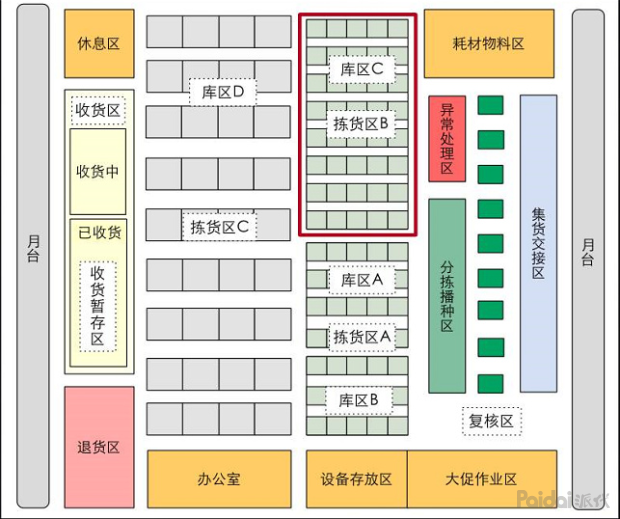 休息区
库区C
耗材物料区
库区D
收货区
拣货区B
异常处理区
收货中
月台
已收货
拣货区C
集货交接区
月台
收货暂存区
库区A
分拣播种区
拣货区A
库区B
复核区
退货区
办公室
设备存放区
大促作业区
Paidai派代